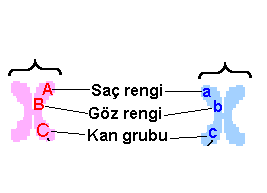 A Saç rengi a
B Göz rengi b
Ç Kan grubu ç